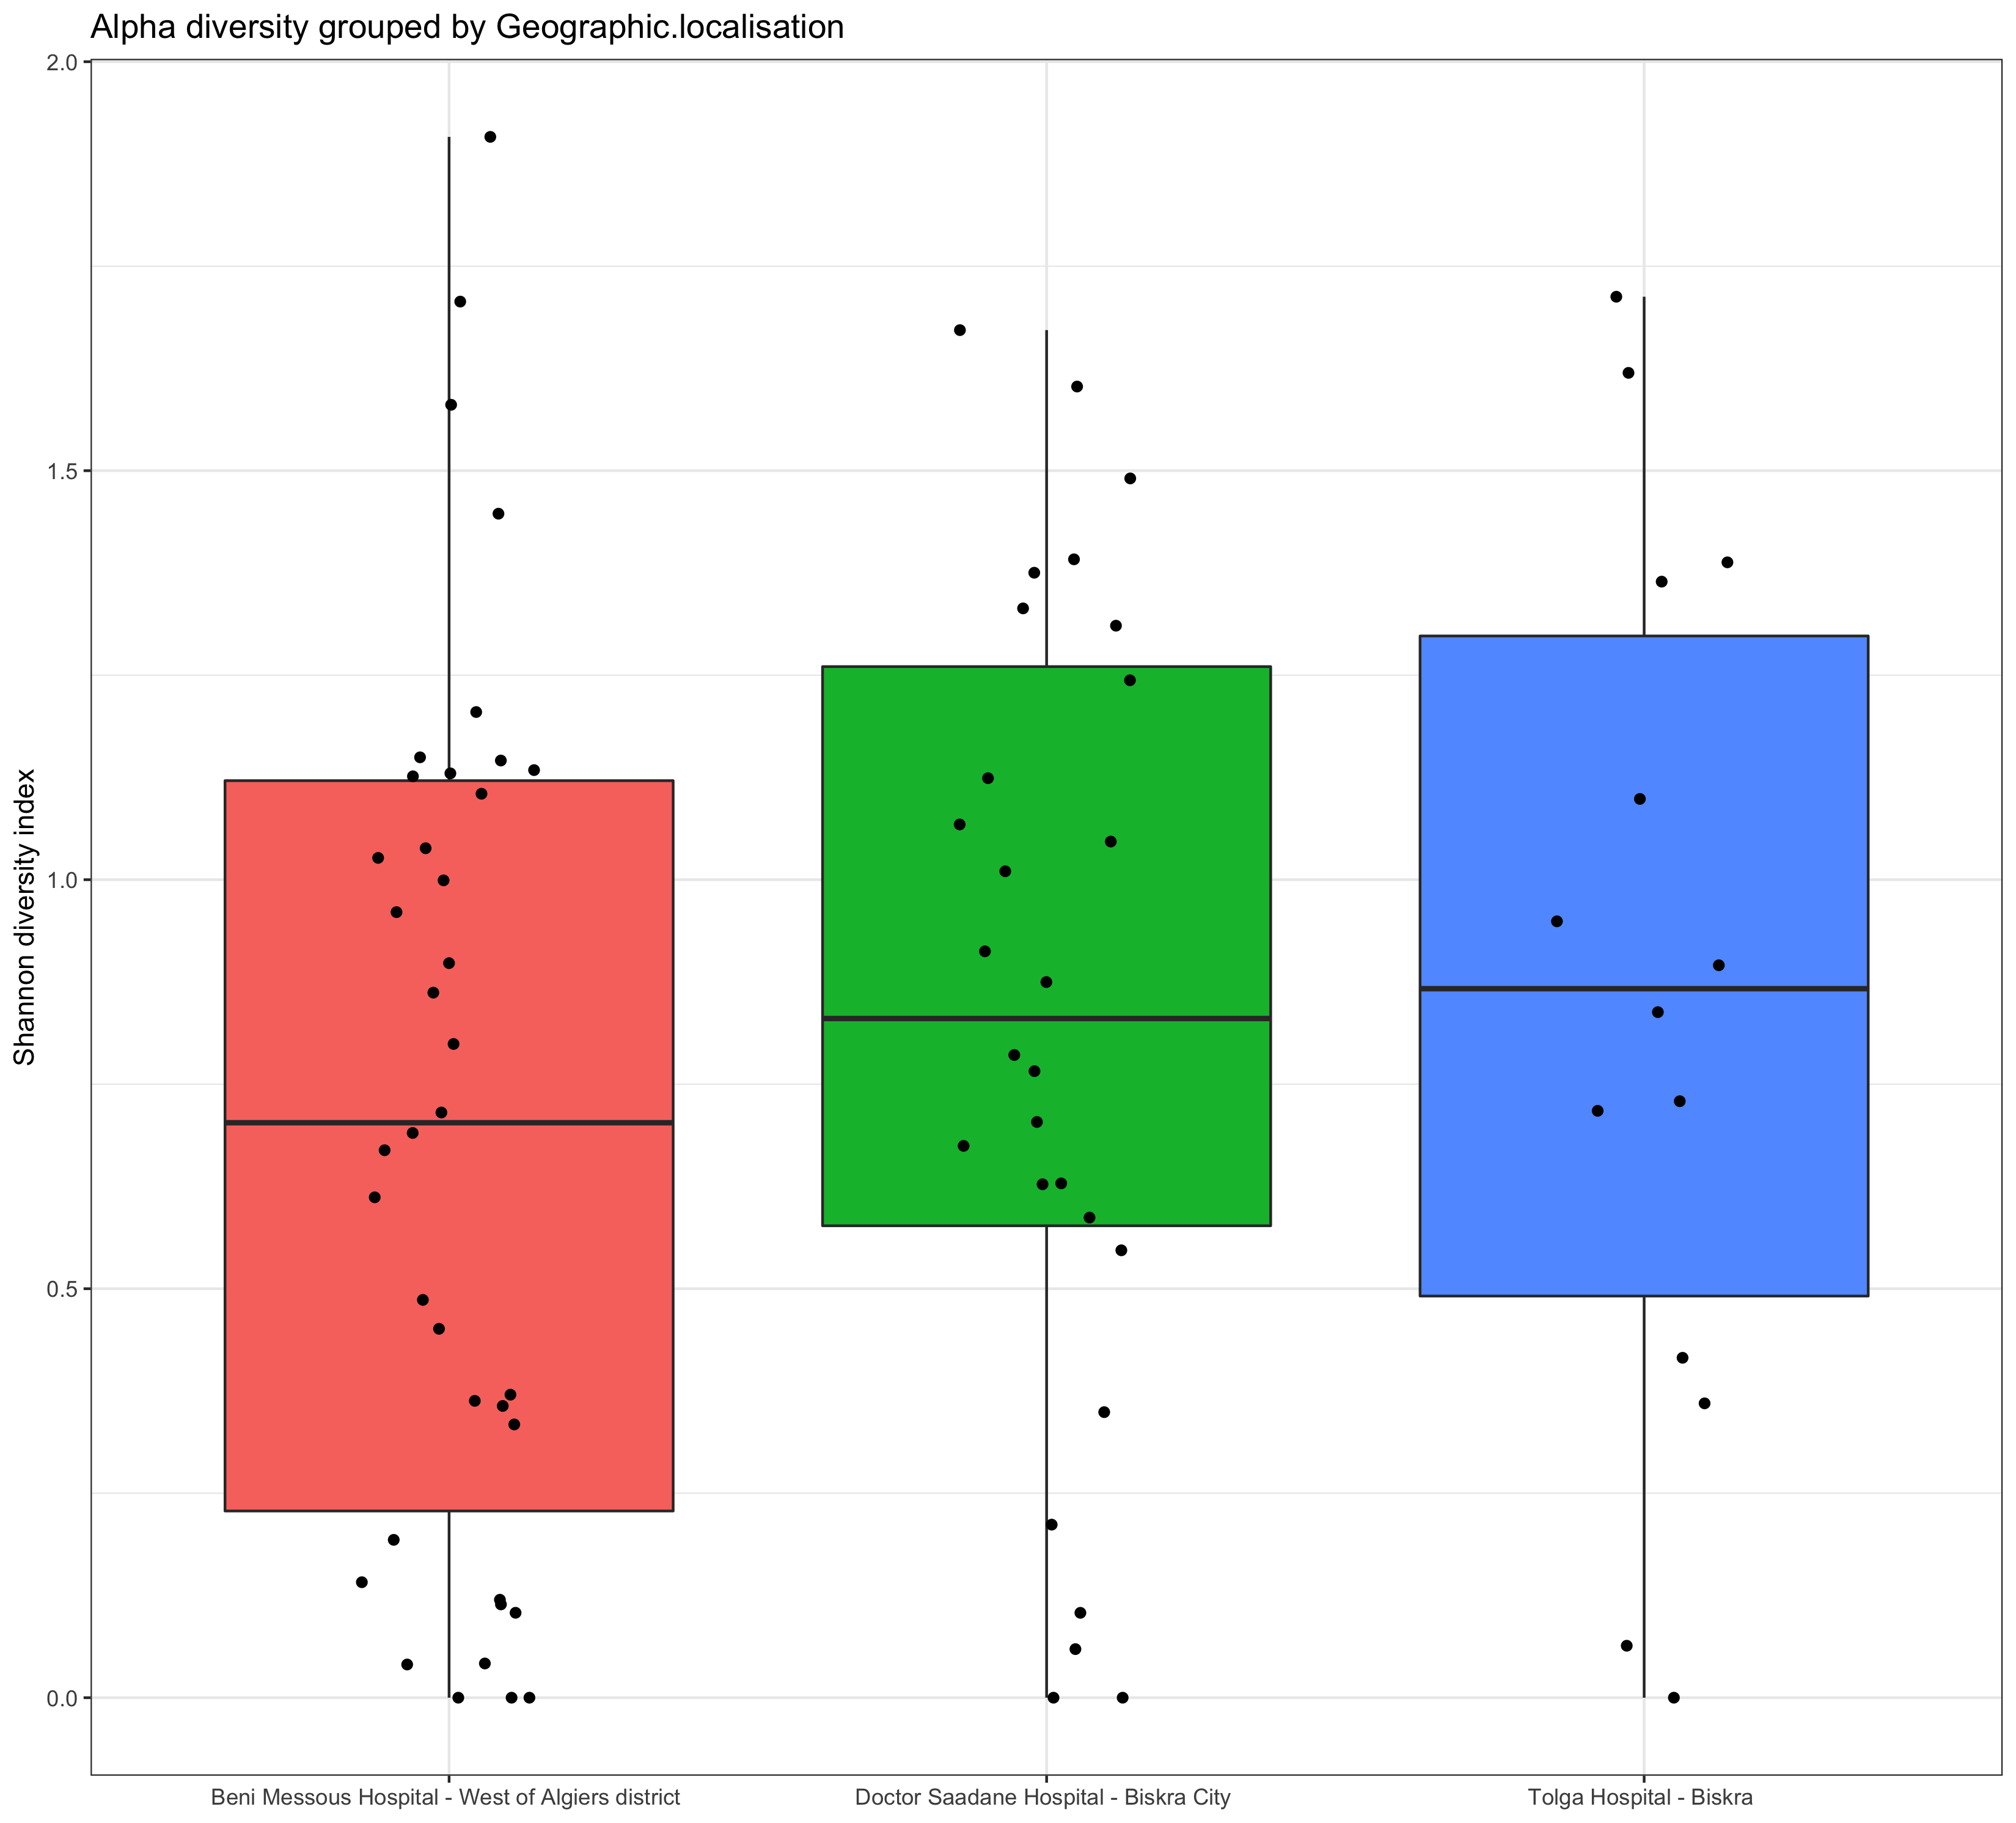 Alpha diversity grouped by Geographic.localisation
Shannon diversity index
2.0
1.5
1.0
0.5
0.0
Beni Messous Hospital - West of Algiers district
Doctor Saadane Hospital - Biskra City
Tolga Hospital - Biskra